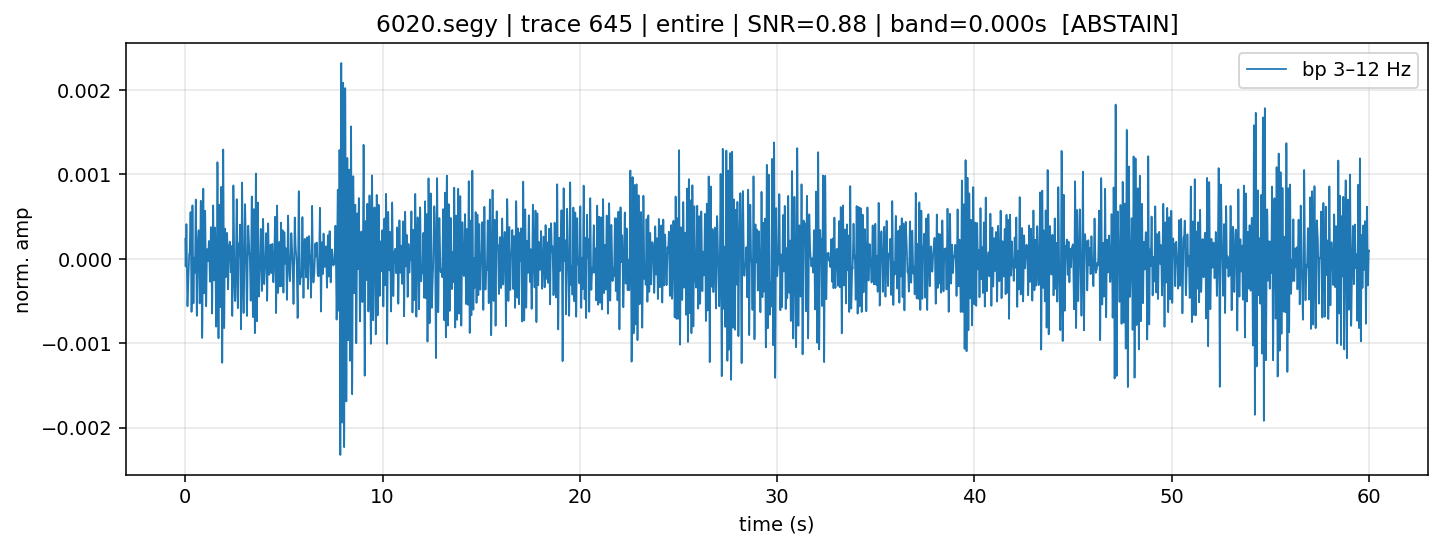 6020.segy | trace 645 | entire | SNR=0.88 | band=0.000s [ABSTAIN]
bp 3–12 Hz
norm. amp
0.002
0.001
0.000
−0.001
−0.002
0 10 20 30 40 50 60
time (s)